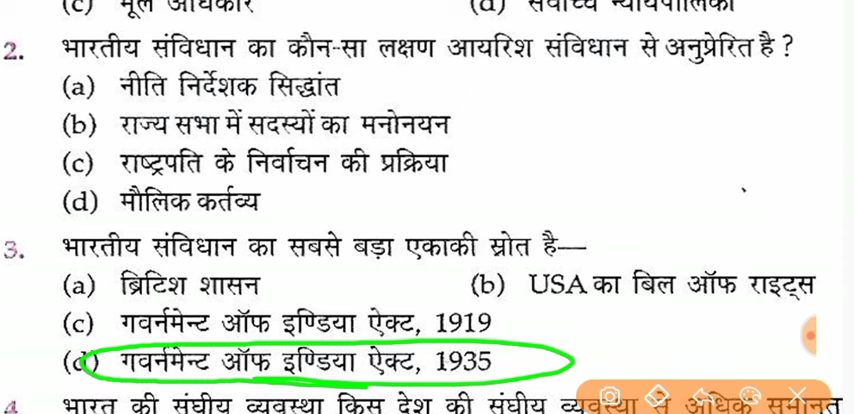 (c) मूल अधिकार (d) सर्वोच्च न्यायपालिका
2. भारतीय संविधान का कौन-सा लक्षण आयरिश संविधान से अनुप्रेरित है ?
(a) नीति निर्देशक सिद्धांत
(b) राज्य सभा में सदस्यों का मनोनयन
(c) राष्ट्रपति के निर्वाचन की प्रक्रिया
(d) मौलिक कर्तव्य
3. भारतीय संविधान का सबसे बड़ा एकाकी स्रोत है—
(a) ब्रिटिश शासन (b) USA का बिल ऑफ राइट्स
(c) गवर्नमेन्ट ऑफ इण्डिया ऐक्ट, 1919
(d) गवर्नमेन्ट ऑफ इण्डिया ऐक्ट, 1935
4 भारत की संघीय व्यवस्था किस देश की संघीय व्यवस्था से अधिक समानता